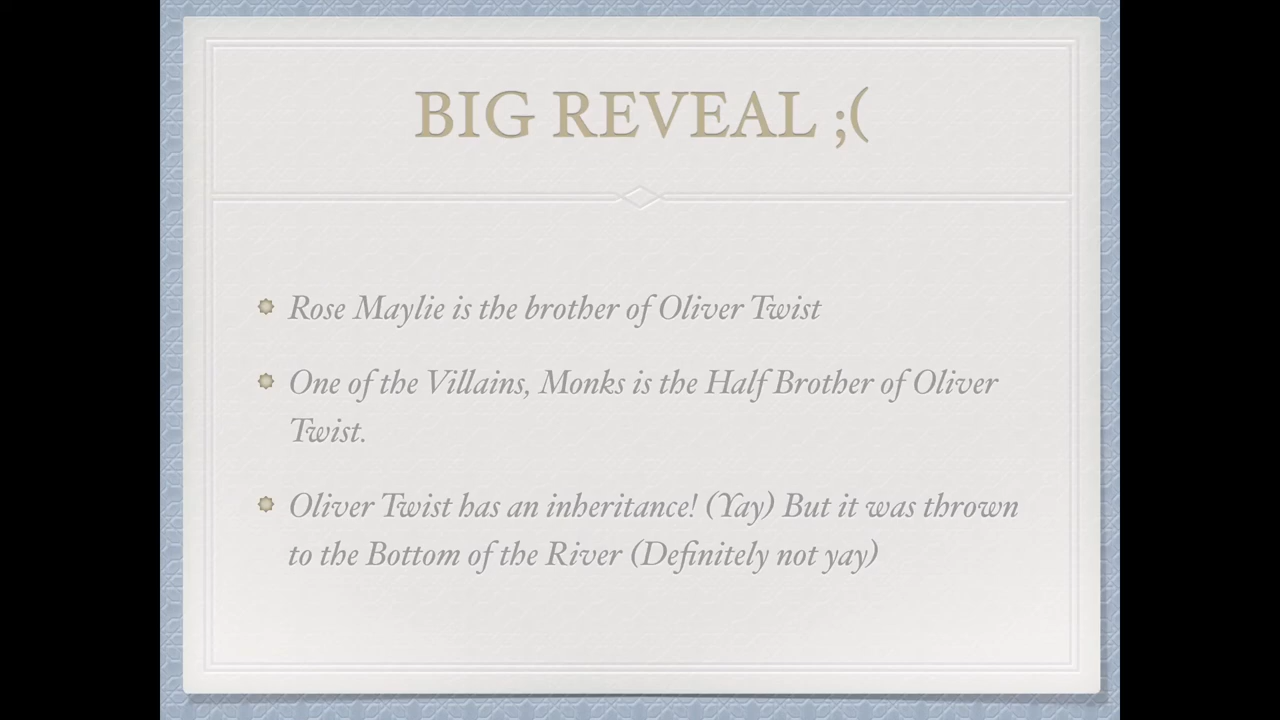 BIG REVEAL ;(
Rose Maylie is the brother of Oliver Twist
One of the Villains, Monks is the Half Brother of Oliver
Twist.
Oliver Twist has an inheritance! (Yay) But it was thrown
to the Bottom of the River (Definitely not yay)